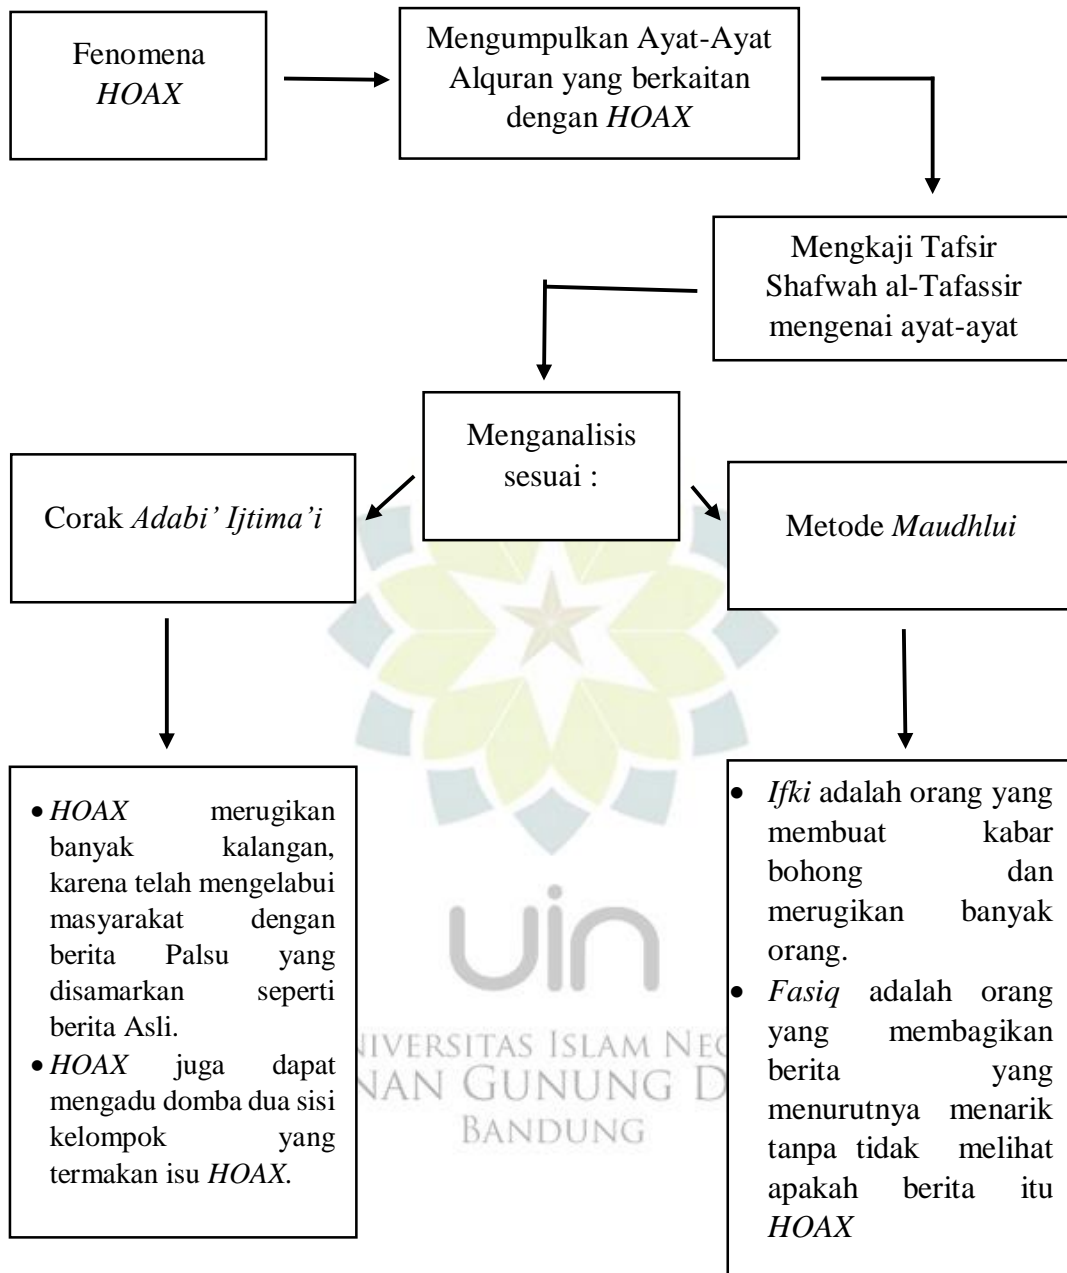 Fenomena
HOAX
Mengumpulkan Ayat-Ayat
Alquran yang berkaitan
dengan HOAX
Mengkaji Tafsir
Shafwah al-Tafassir
mengenai ayat-ayat
Menganalisis
sesuai :
Corak Adabi’ Ijtima’i
Metode Maudhlui
• HOAX merugikan
banyak kalangan,
karena telah mengelabui
masyarakat dengan
berita Palsu yang
disamarkan seperti
berita Asli.
• HOAX juga dapat
mengadu domba dua sisi
kelompok yang
termakan isu HOAX.
• Ifki adalah orang yang
membuat kabar
bohong dan
merugikan banyak
orang.
• Fasiq adalah orang
yang membagikan
berita yang
menurutnya menarik
tanpa tidak melihat
apakah berita itu
HOAX
uin
ISLAM
GUNUNG
BANDUNG